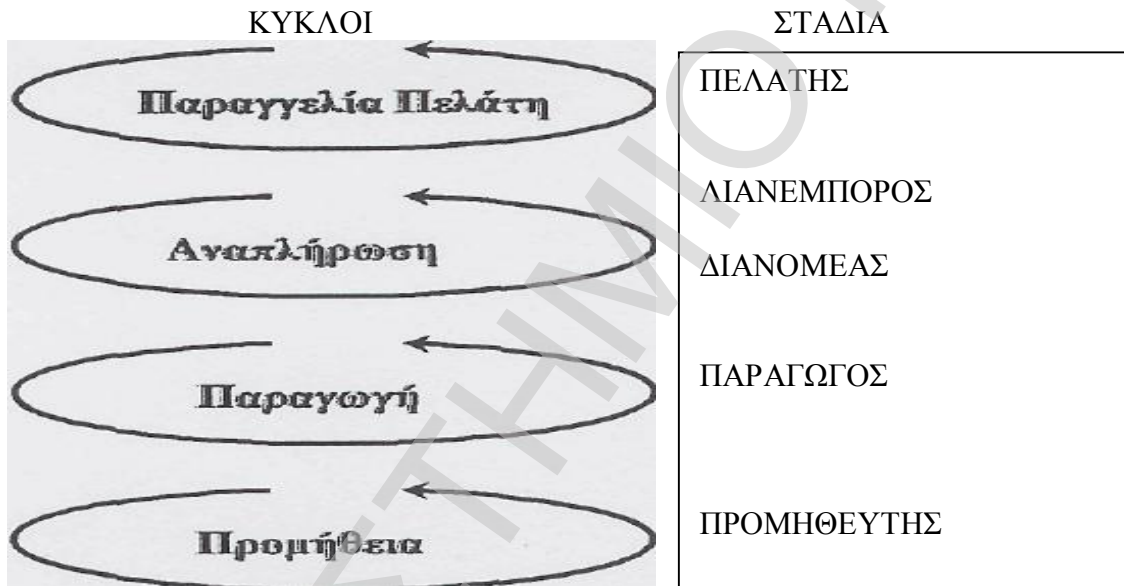 ΚΥΚΛΟΙ ΣΤΑΔΙΑ
Παραγγελία Πελάτη
ΠΕΛΑΤΗΣ
ΛΙΑΝΕΜΠΟΡΟΣ
Αναπλήρωση
ΔΙΑΝΟΜΕΑΣ
Παραγωγή
ΠΑΡΑΓΩΓΟΣ
Προμήθεια
ΠΡΟΜΗΘΕΥΤΗΣ